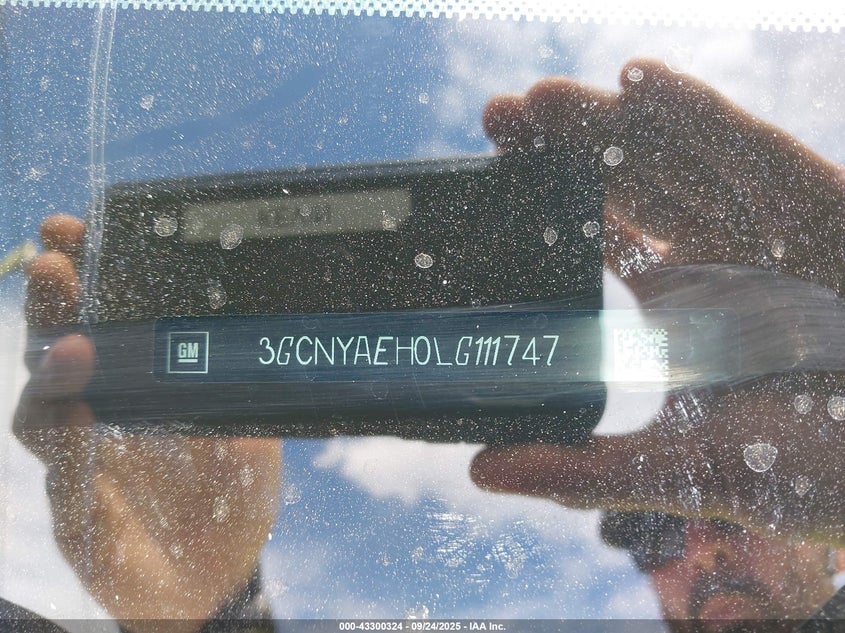 GM
3GCNYAEH0LG111747
000-43300324 - 09/24/2025 - IAA Inc.